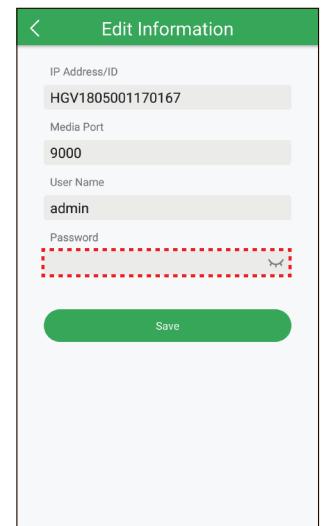 Edit Information
IP Address/ID
HGV1805001170167
Media Port
9000
User Name
admin
Password
Save